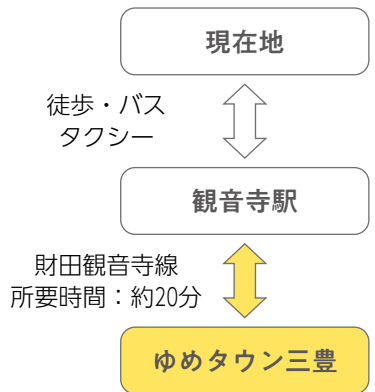 現在地
徒歩・バス
タクシー
観音寺駅
財田観音寺線
所要時間：約20分
ゆめタウン三豊